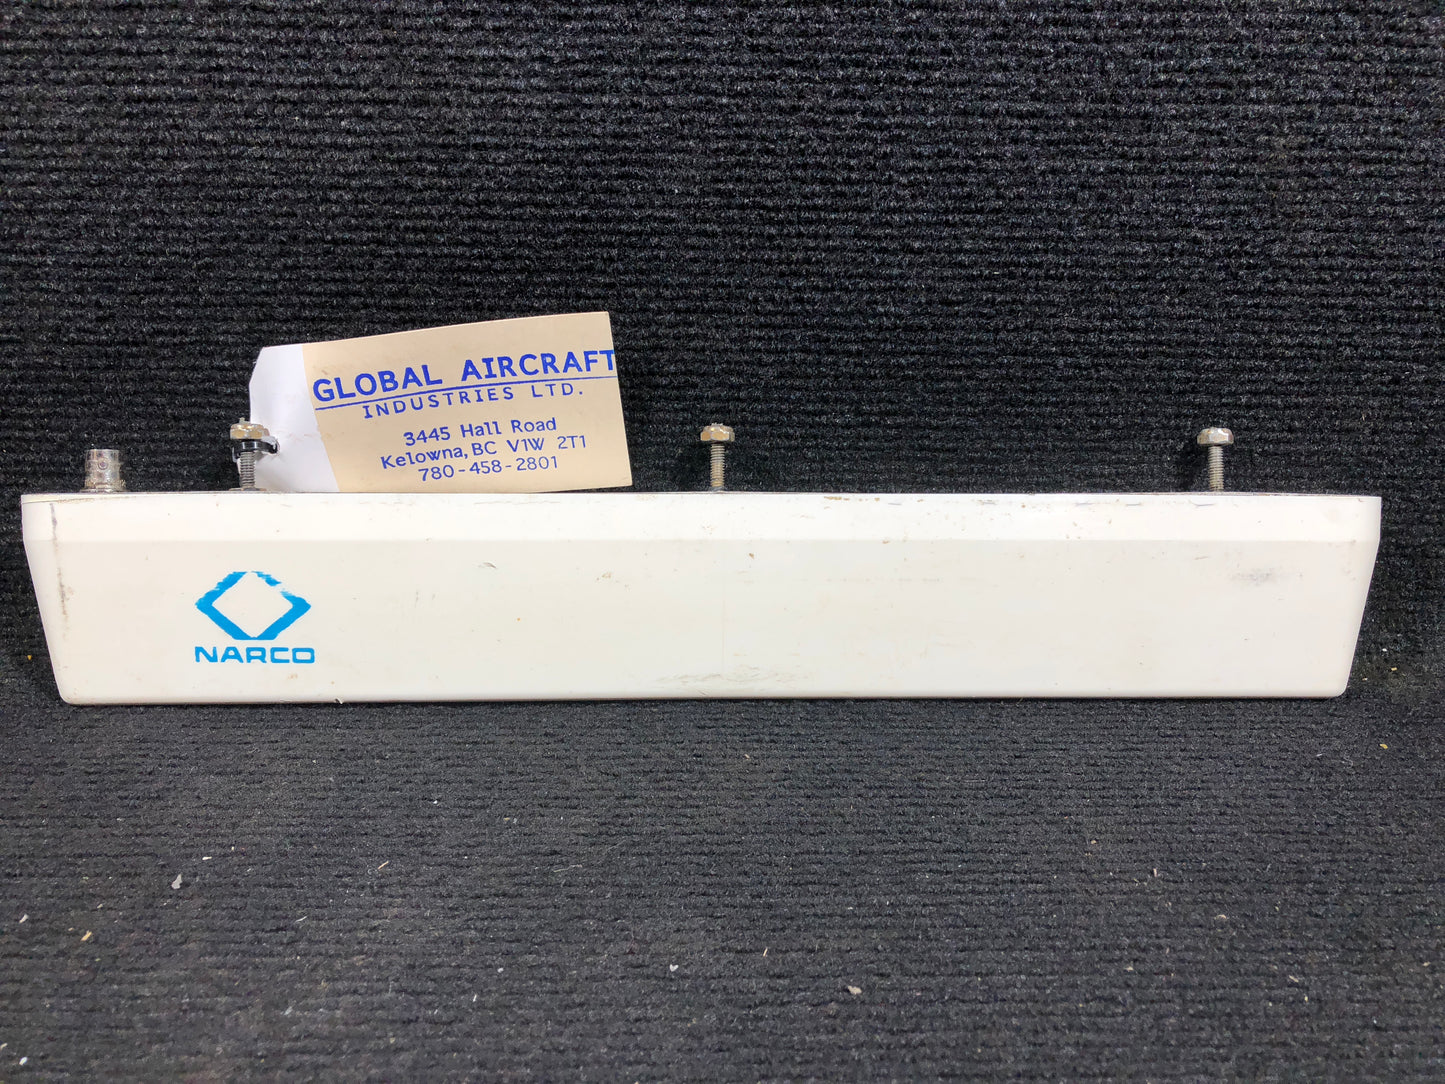 GLOBAL AIRCRAFT
INDUSTRIES LTD.
3445 Hall Road
Kelowna, BC V1W 2T1
780-458-2801
NARCO